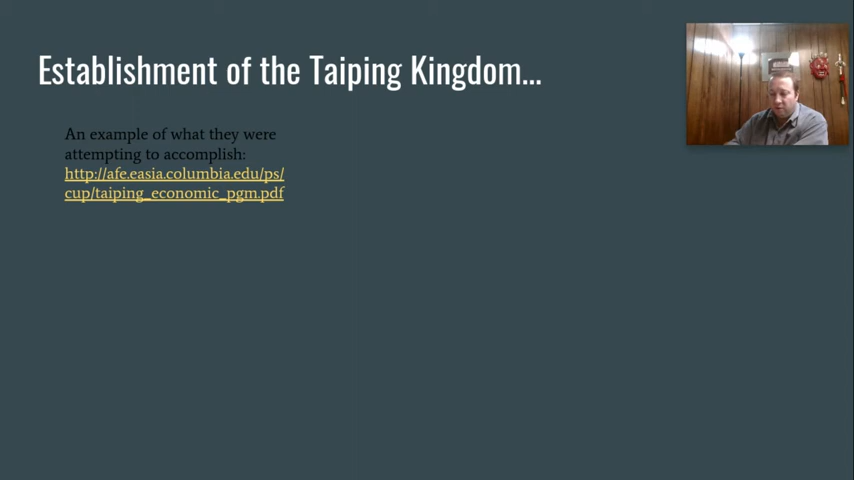 Establishment of the Taiping Kingdom...
An example of what they were
attempting to accomplish:
http://afe.easia.columbia.edu/ps/
cup/taiping_economic_pgm.pdf